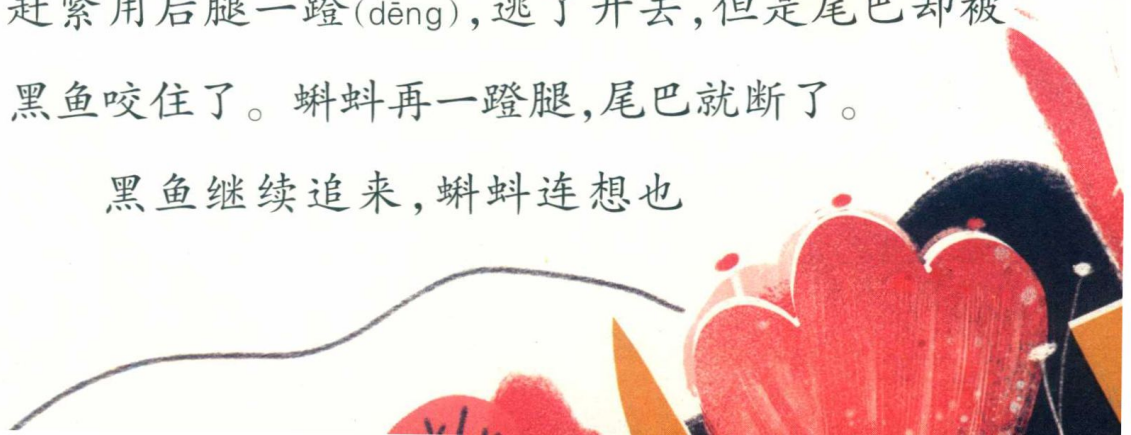 赶紧用后腿一蹬(dēng),逃了开去,但是尾巴却被
黑鱼咬住了。蝌蚪再一蹬腿,尾巴就断了。
黑鱼继续追来,蝌蚪连想也